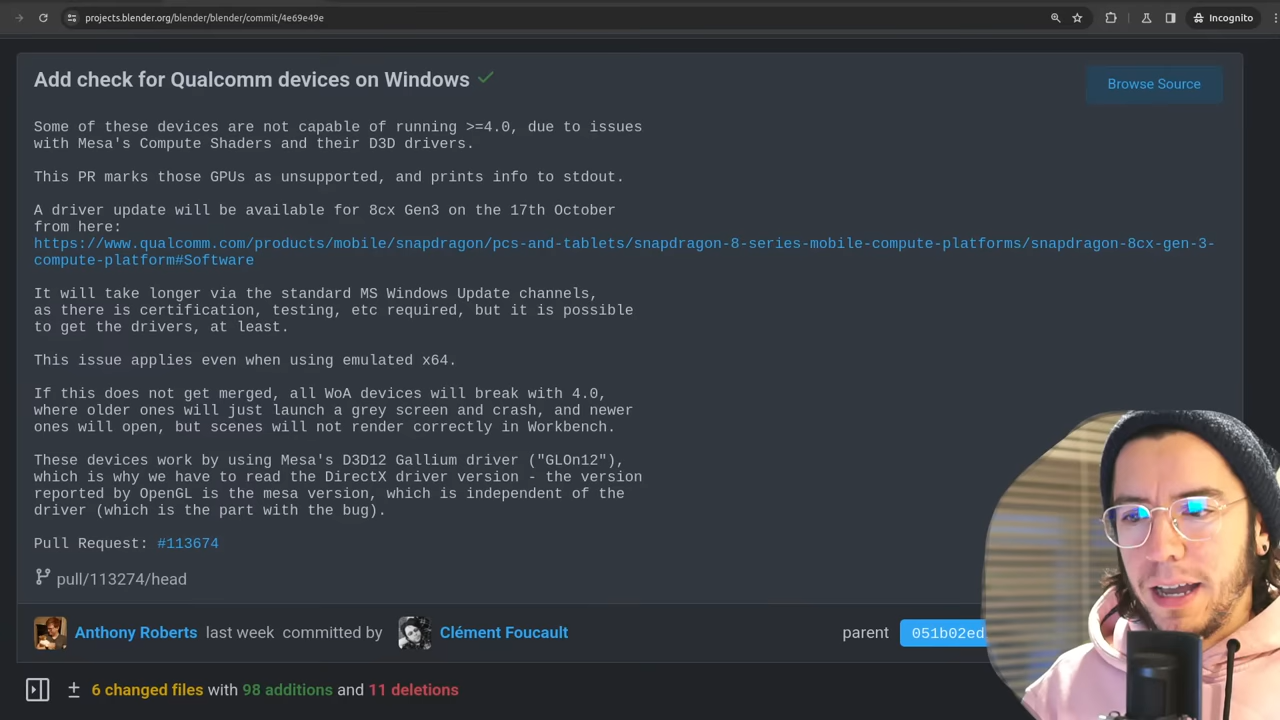 projects.blender.org/blender/blender/commit/4e69e49e
Incognito
Add check for Qualcomm devices on Windows
Browse Source
Some of these devices are not capable of running >=4.0, due to issues
with Mesa's Compute Shaders and their D3D drivers.
This PR marks those GPUs as unsupported, and prints info to stdout.
A driver update will be available for 8cx Gen3 on the 17th October
from here:
https://www.qualcomm.com/products/mobile/snapdragon/pcs-and-tablets/snapdragon-8-series-mobile-compute-platforms/snapdragon-8cx-gen-3-
compute-platform#Software
It will take longer via the standard MS Windows Update channels,
as there is certification, testing, etc required, but it is possible
to get the drivers, at least.
This issue applies even when using emulated x64.
If this does not get merged, all WoA devices will break with 4.0,
where older ones will just launch a grey screen and crash, and newer
ones will open, but scenes will not render correctly in Workbench.
These devices work by using Mesa's D3D12 Gallium driver ("GLOn12"),
which is why we have to read the DirectX driver version - the version
reported by OpenGL is the mesa version, which is independent of the
driver (which is the part with the bug).
Pull Request: #113674
pull/113274/head
Anthony Roberts last week committed by Clément Foucault
parent 051b02ed
6 changed files with 98 additions and 11 deletions